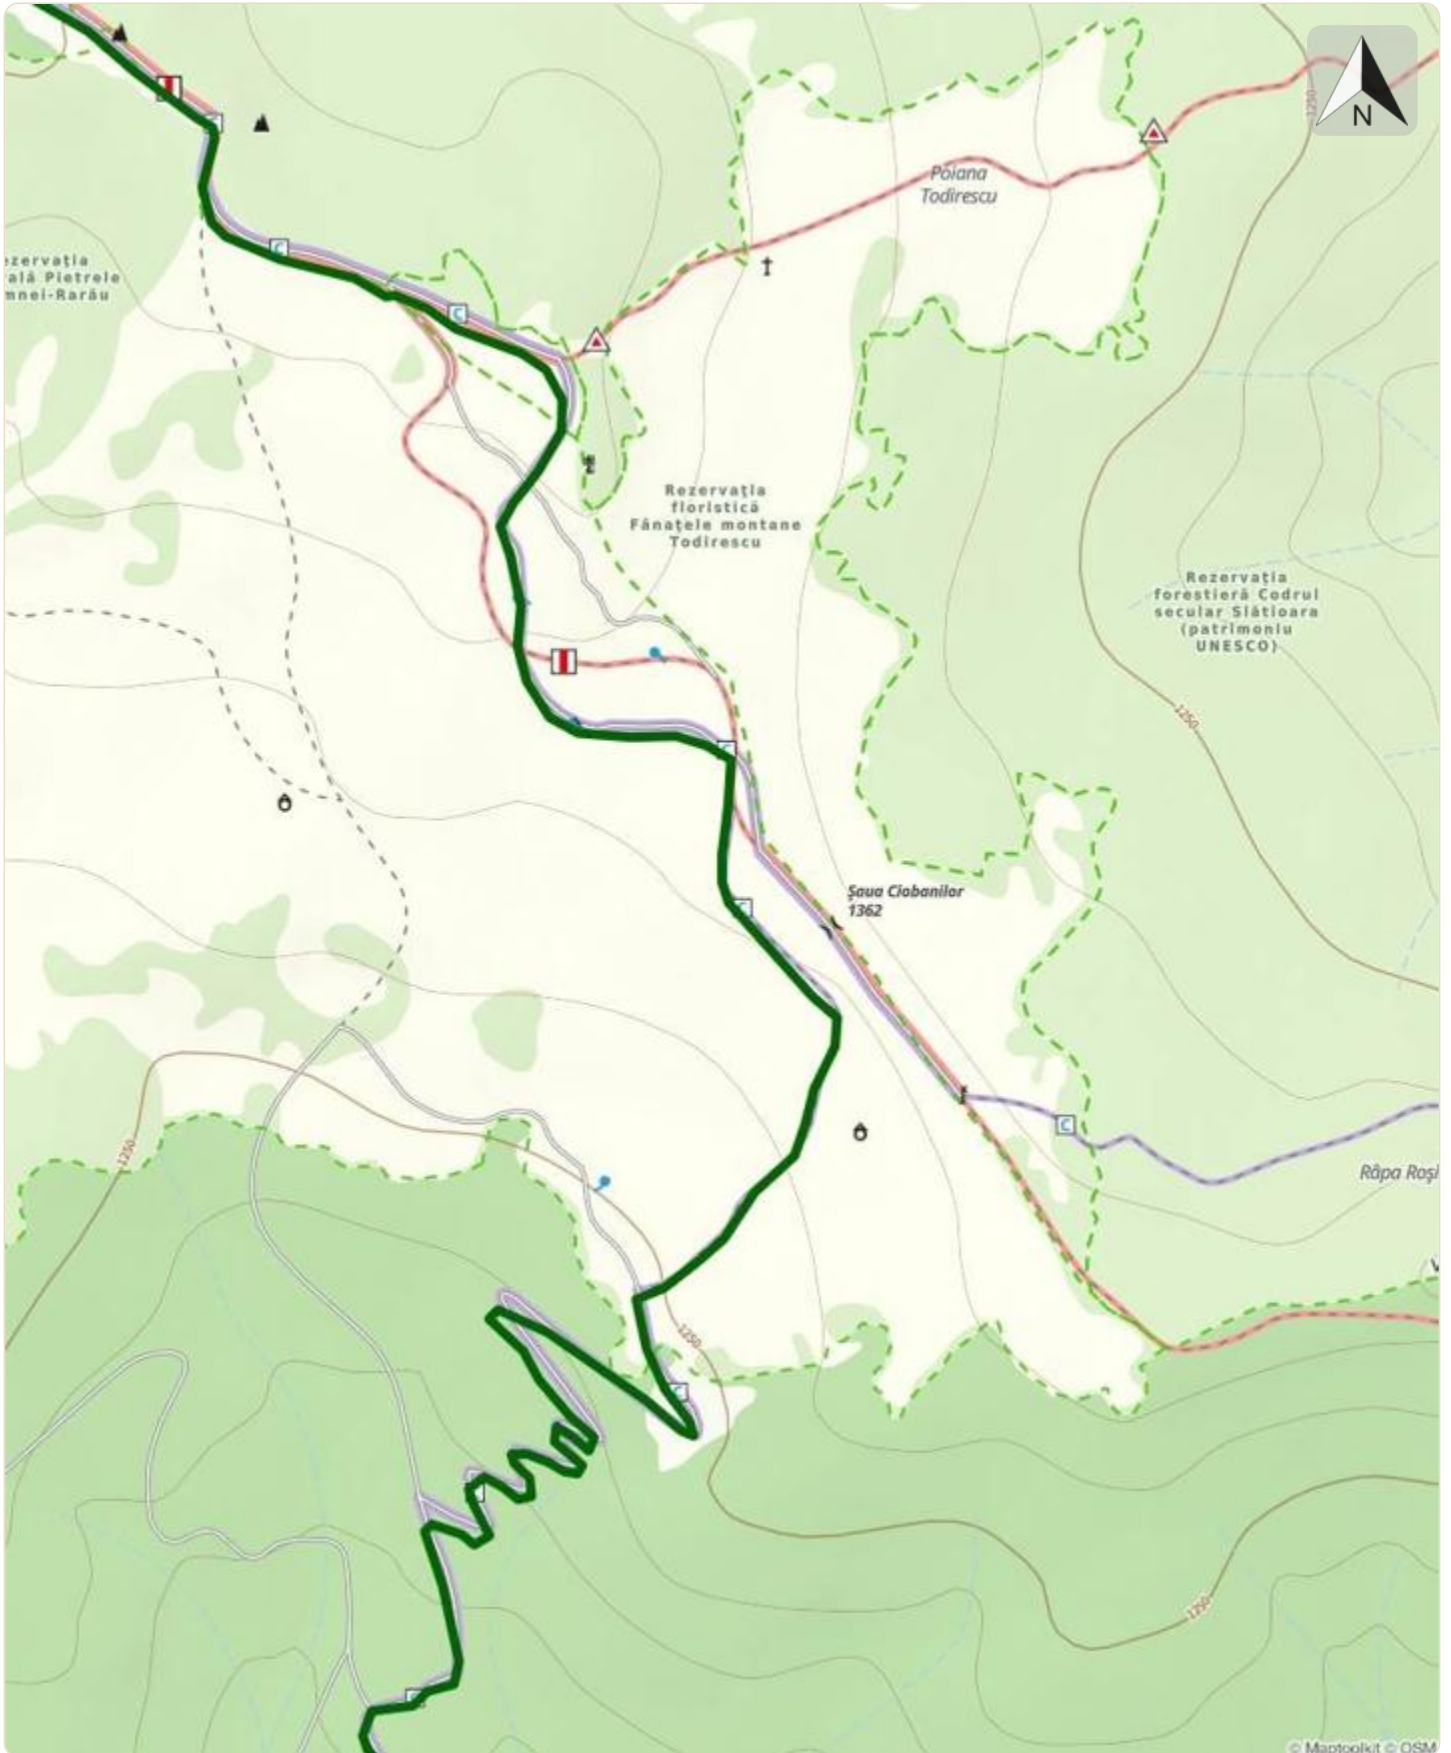 N
1250
Poiana
Todirescu
ezervația
ală Pietrele
mnei-Rarău
C
C
C
Rezervația
floristică
Fânațele montane
Todirescu
Rezervația
forestieră Codrul
secular Slătioara
(patrimoniu
UNESCO)
1250
C
Șaua Ciobanilor
1362
C
C
1250
Râpa Roși
V
1250
C
1250
C
© Maptoolkit © OSM